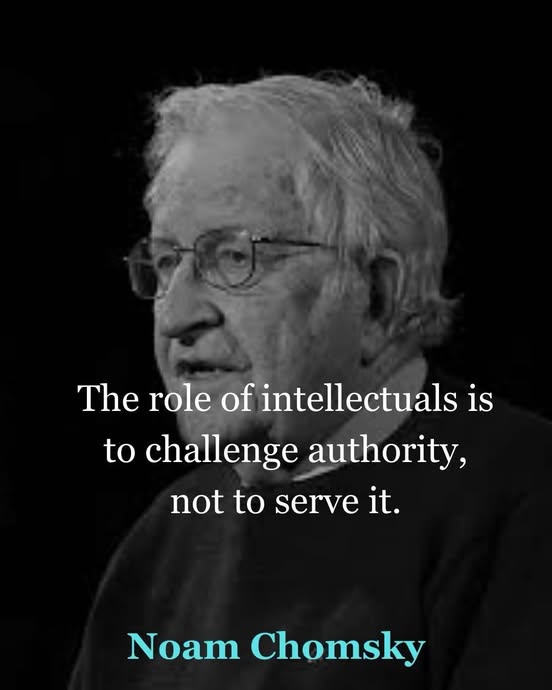 The role of intellectuals is
to challenge authority,
not to serve it.
Noam Chomsky